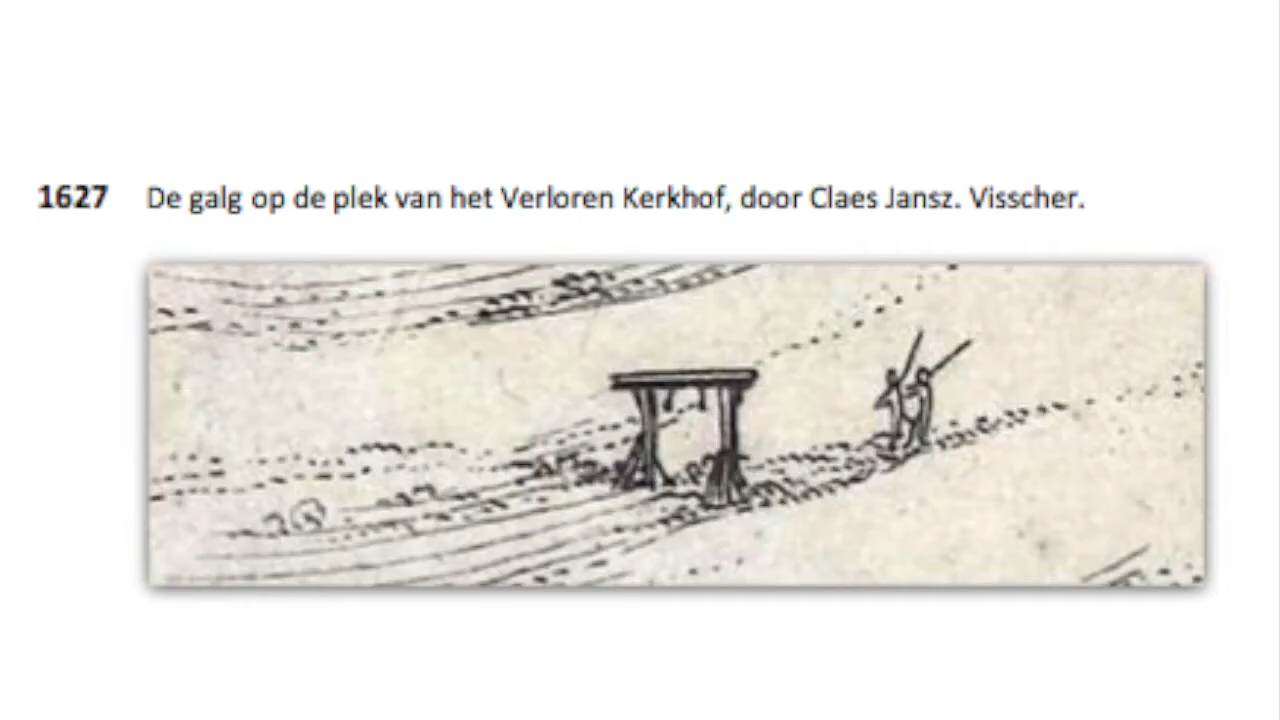 1627 De galg op de plek van het Verloren Kerkhof, door Claes Jansz. Visscher.